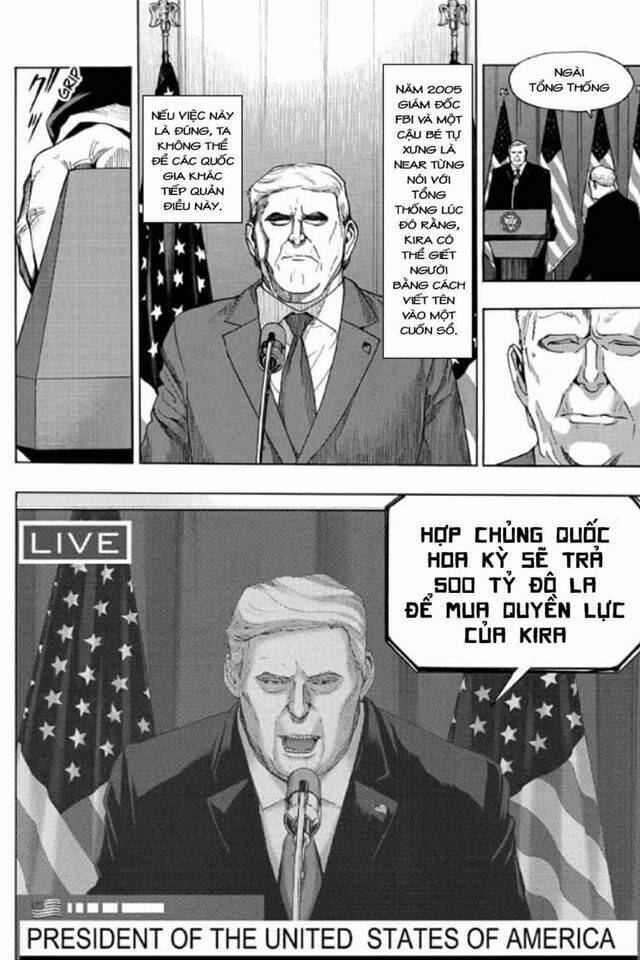 NGÀI
TỔNG THỐNG
NĂM 2005
GIÁM ĐỐC
FBI VÀ MỘT
CẬU BÉ TỰ
XƯNG LÀ
NEAR TỪNG
NÓI VỚI
TỔNG
THỐNG LÚC
ĐÓ RẰNG,
KIRA CÓ
THỂ GIẾT
NGƯỜI
BẰNG CÁCH
VIẾT TÊN
VÀO MỘT
CUỐN SỔ.
NẾU VIỆC NÀY
LÀ ĐÚNG, TA
KHÔNG THỂ
ĐỂ CÁC QUỐC
GIA KHÁC
TIẾP QUẢN
ĐIỀU NÀY.
GRIP
LIVE
HỢP CHỦNG QUỐC
HOA KỲ SẼ TRẢ
500 TỶ ĐÔ LA
ĐỂ MUA QUYỀN LỰC
CỦA KIRA
PRESIDENT OF THE UNITED STATES OF AMERICA